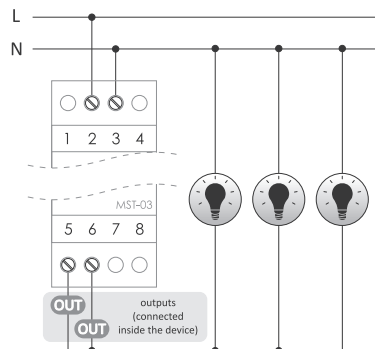 L
N
1 2 3 4
MST-03
5 6 7 8
OUT
OUT
outputs
(connected
inside the device)